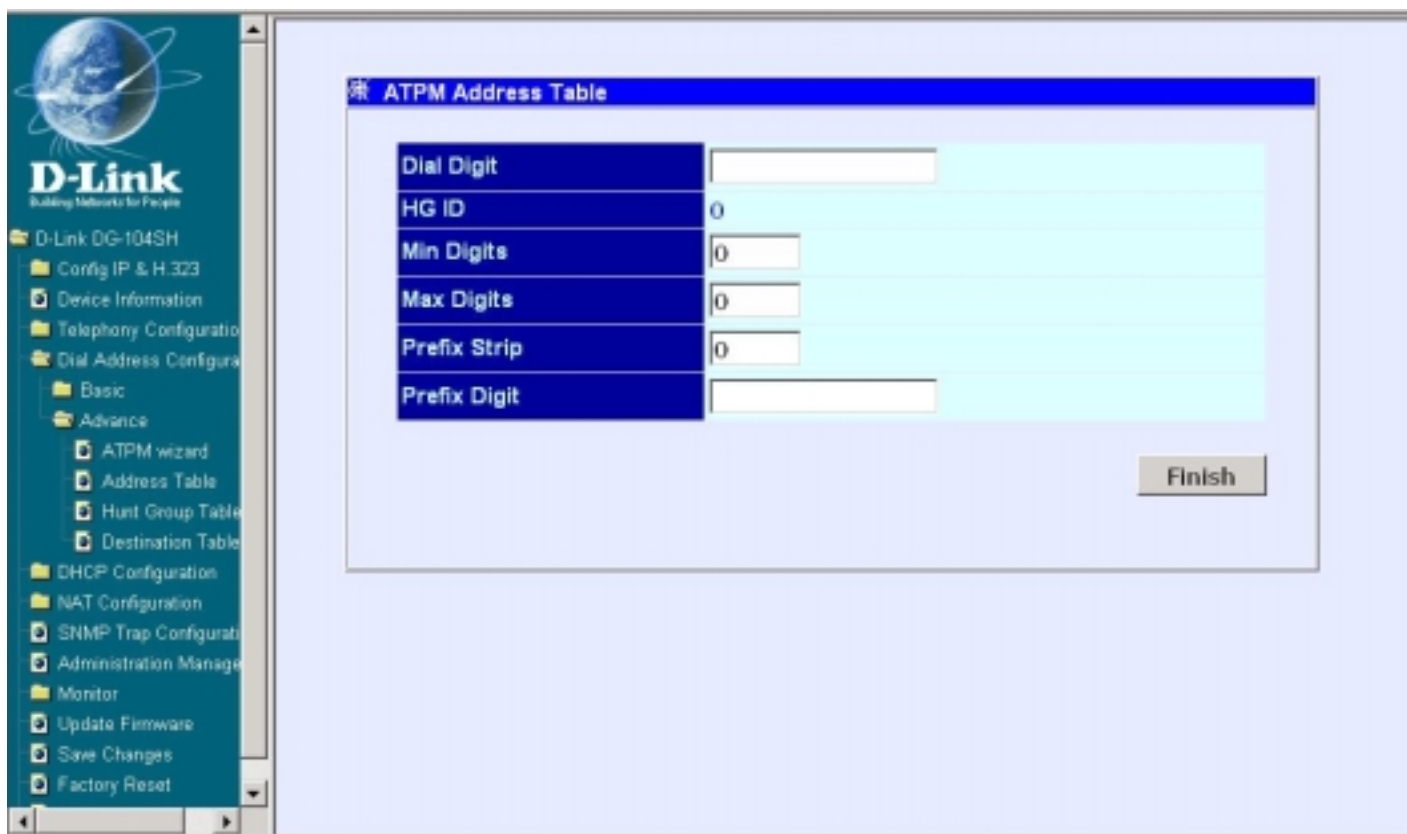 D-Link
Building Networks for People
D-Link DG-104SH
Config IP & H.323
Device Information
Telephony Configuratio
Dial Address Configura
Basic
Advance
ATPM wizard
Address Table
Hunt Group Table
Destination Table
DHCP Configuration
NAT Configuration
SNMP Trap Configurati
Administration Manage
Monitor
Update Firmware
Save Changes
Factory Reset
ATPM Address Table
Dial Digit
HG ID 0
Min Digits 0
Max Digits 0
Prefix Strip 0
Prefix Digit
Finish